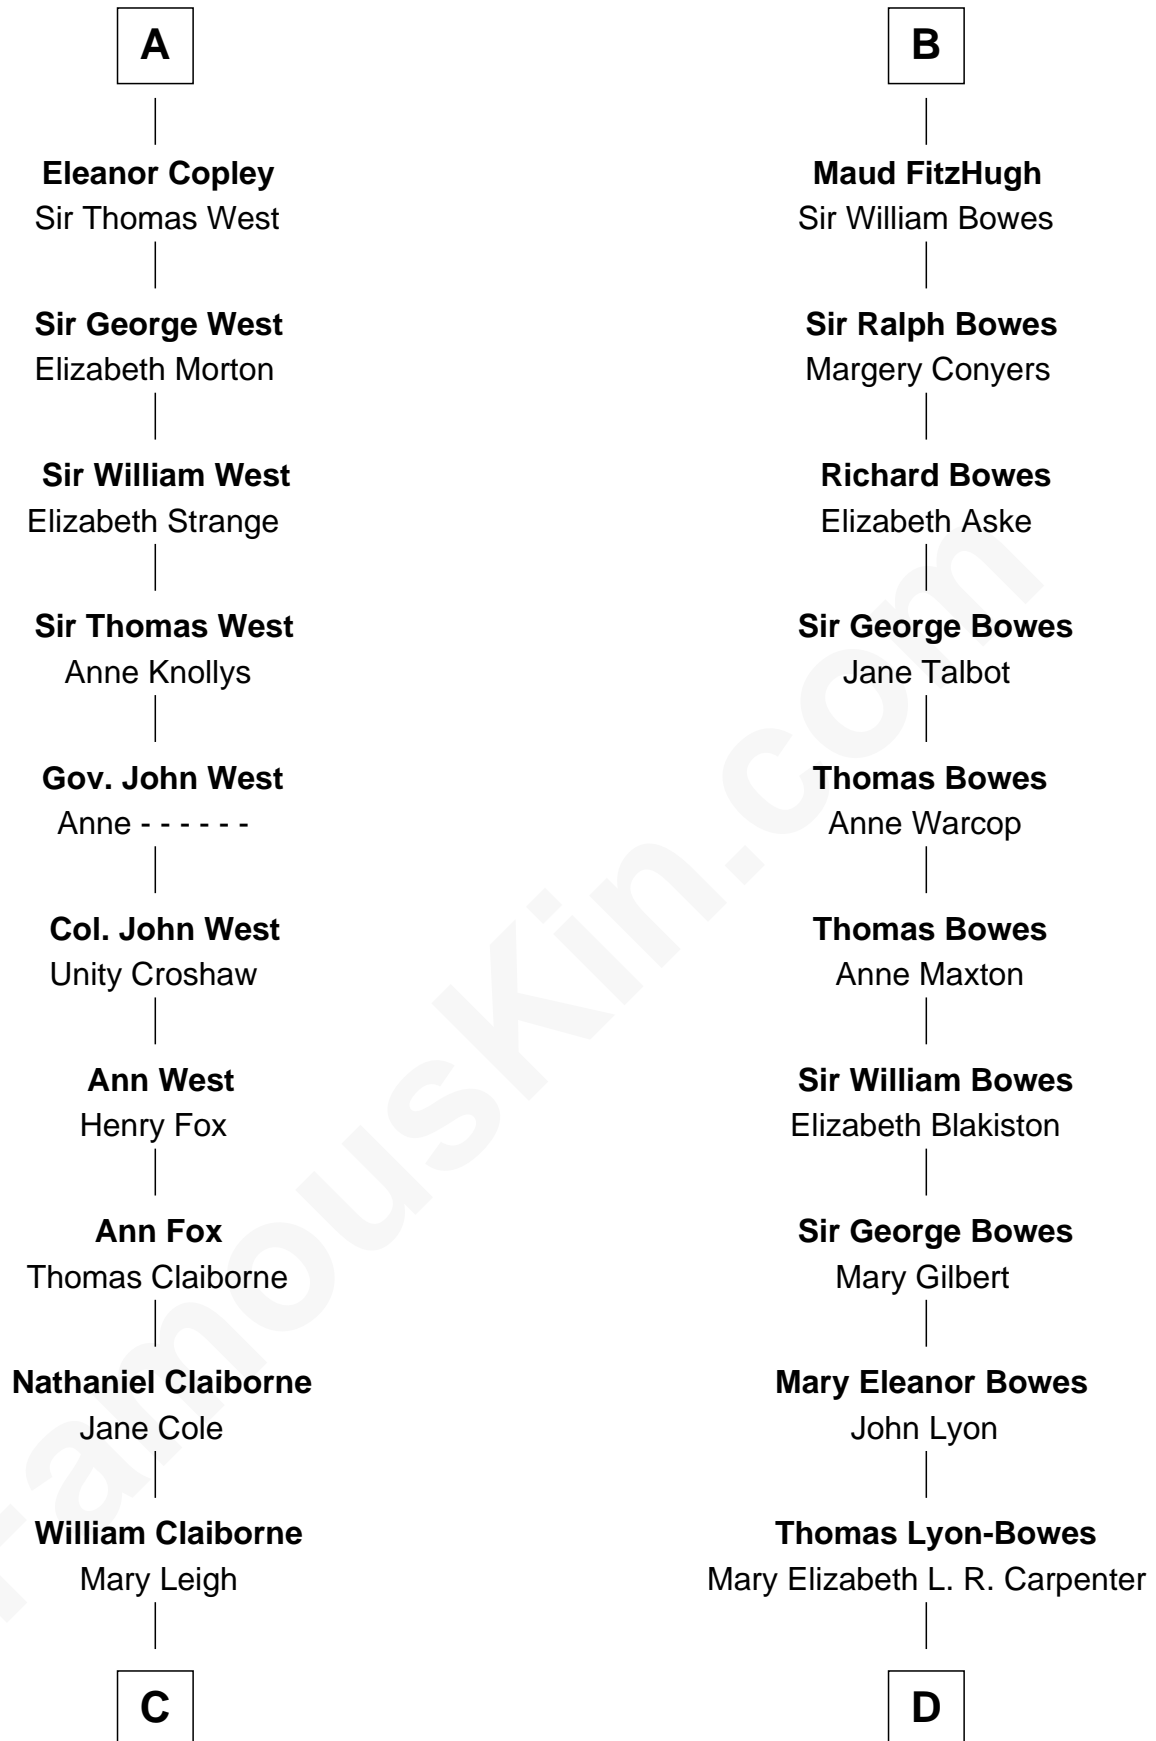 A
Eleanor Copley
Sir Thomas West
Sir George West
Elizabeth Morton
Sir William West
Elizabeth Strange
Sir Thomas West
Anne Knollys
Gov. John West
Anne - - - - - -
Col. John West
Unity Croshaw
Ann West
Henry Fox
Ann Fox
Thomas Claiborne
Nathaniel Claiborne
Jane Cole
William Claiborne
Mary Leigh
C
B
Maud FitzHugh
Sir William Bowes
Sir Ralph Bowes
Margery Conyers
Richard Bowes
Elizabeth Aske
Sir George Bowes
Jane Talbot
Thomas Bowes
Anne Warcop
Thomas Bowes
Anne Maxton
Sir William Bowes
Elizabeth Blakiston
Sir George Bowes
Mary Gilbert
Mary Eleanor Bowes
John Lyon
Thomas Lyon-Bowes
Mary Elizabeth L. R. Carpenter
D
FamousKin.com